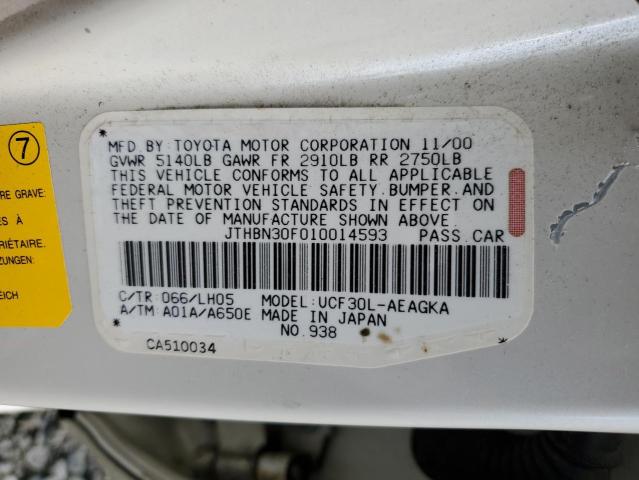 7
RE GRAVE:
ES À
RIÉTAIRE.
EICH
MFD.BY:TOYOTA MOTOR CORPORATION 11/00
GVWR 5140LB GAWR FR 2910LB RR 2750LB
THIS VEHICLE CONFORMS TO ALL APPLICABLE
FEDERAL MOTOR VEHICLE SAFETY, BUMPER, AND
THEFT PREVENTION STANDARDS IN EFFECT ON
THE DATE OF MANUFACTURE SHOWN ABOVE.
JTHBN30F010014593 PASS.CAR
C/TR:066/LH05 MODEL:UCF30L-AEAGKA
A/TM:A01A/A650E MADE IN JAPAN
NO.938
CA510034